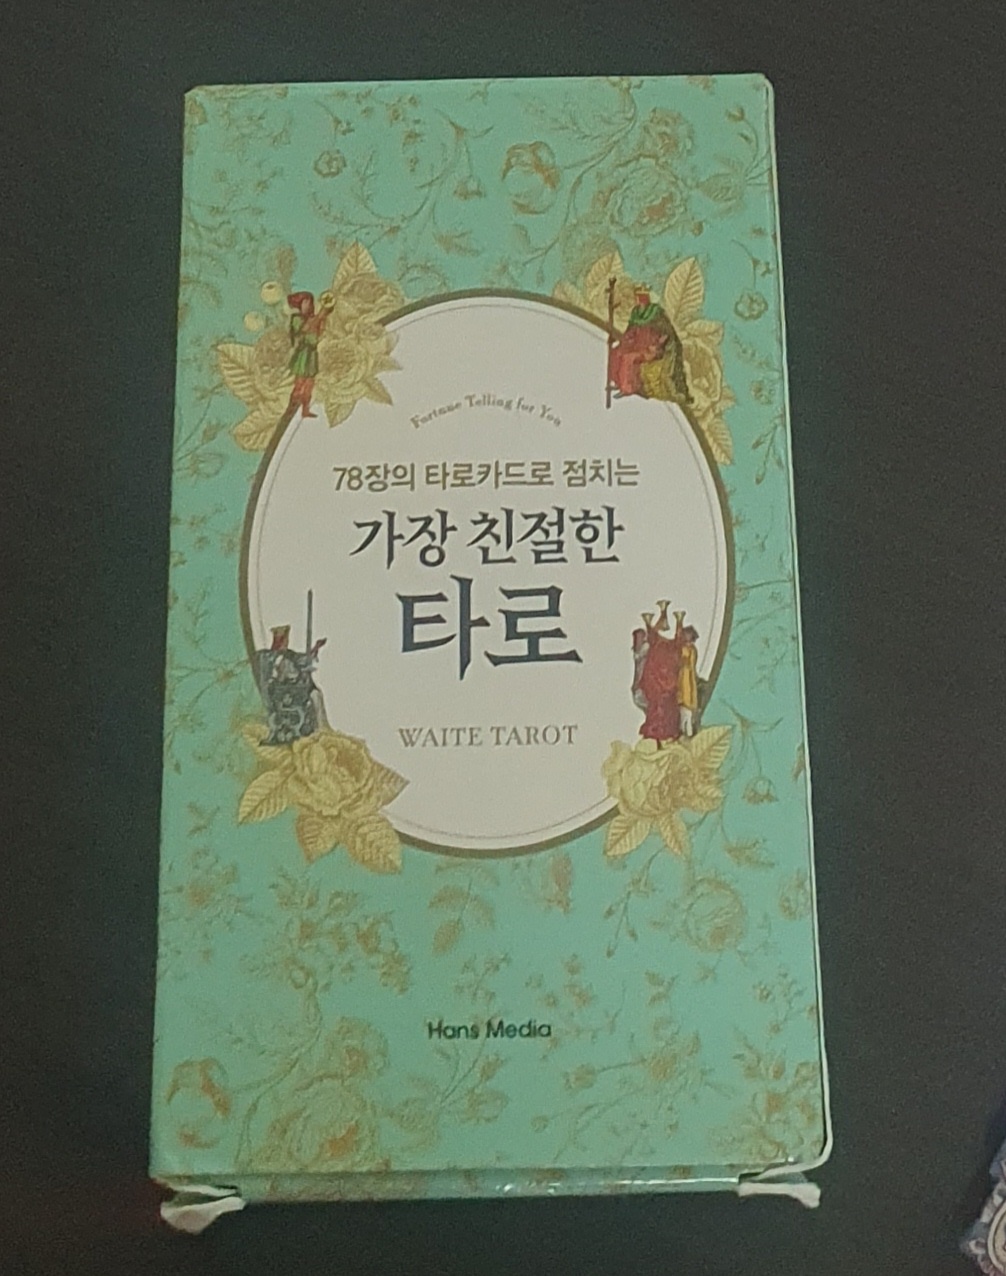 Fortune Telling for You
78장의 타로카드로 점치는
가장 친절한
타로
WAITE TAROT
Hans Media